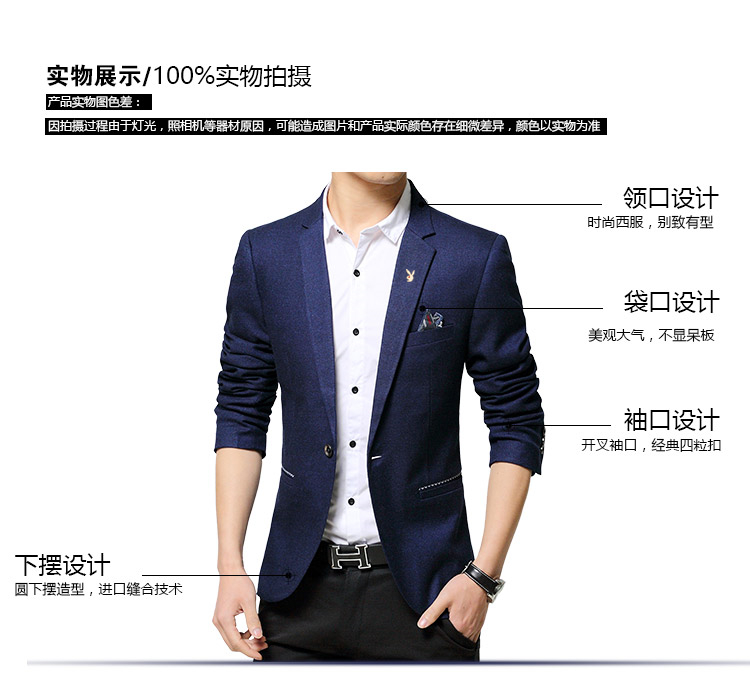 实物展示/100%实物拍摄
产品实物图色差：
因拍摄过程由于灯光，照相机等器材原因，可能造成图片和产品实际颜色存在细微差异，颜色以实物为准
领口设计
时尚西服，别致有型
袋口设计
美观大气，不显呆板
袖口设计
开叉袖口，经典四粒扣
下摆设计
圆下摆造型，进口缝合技术